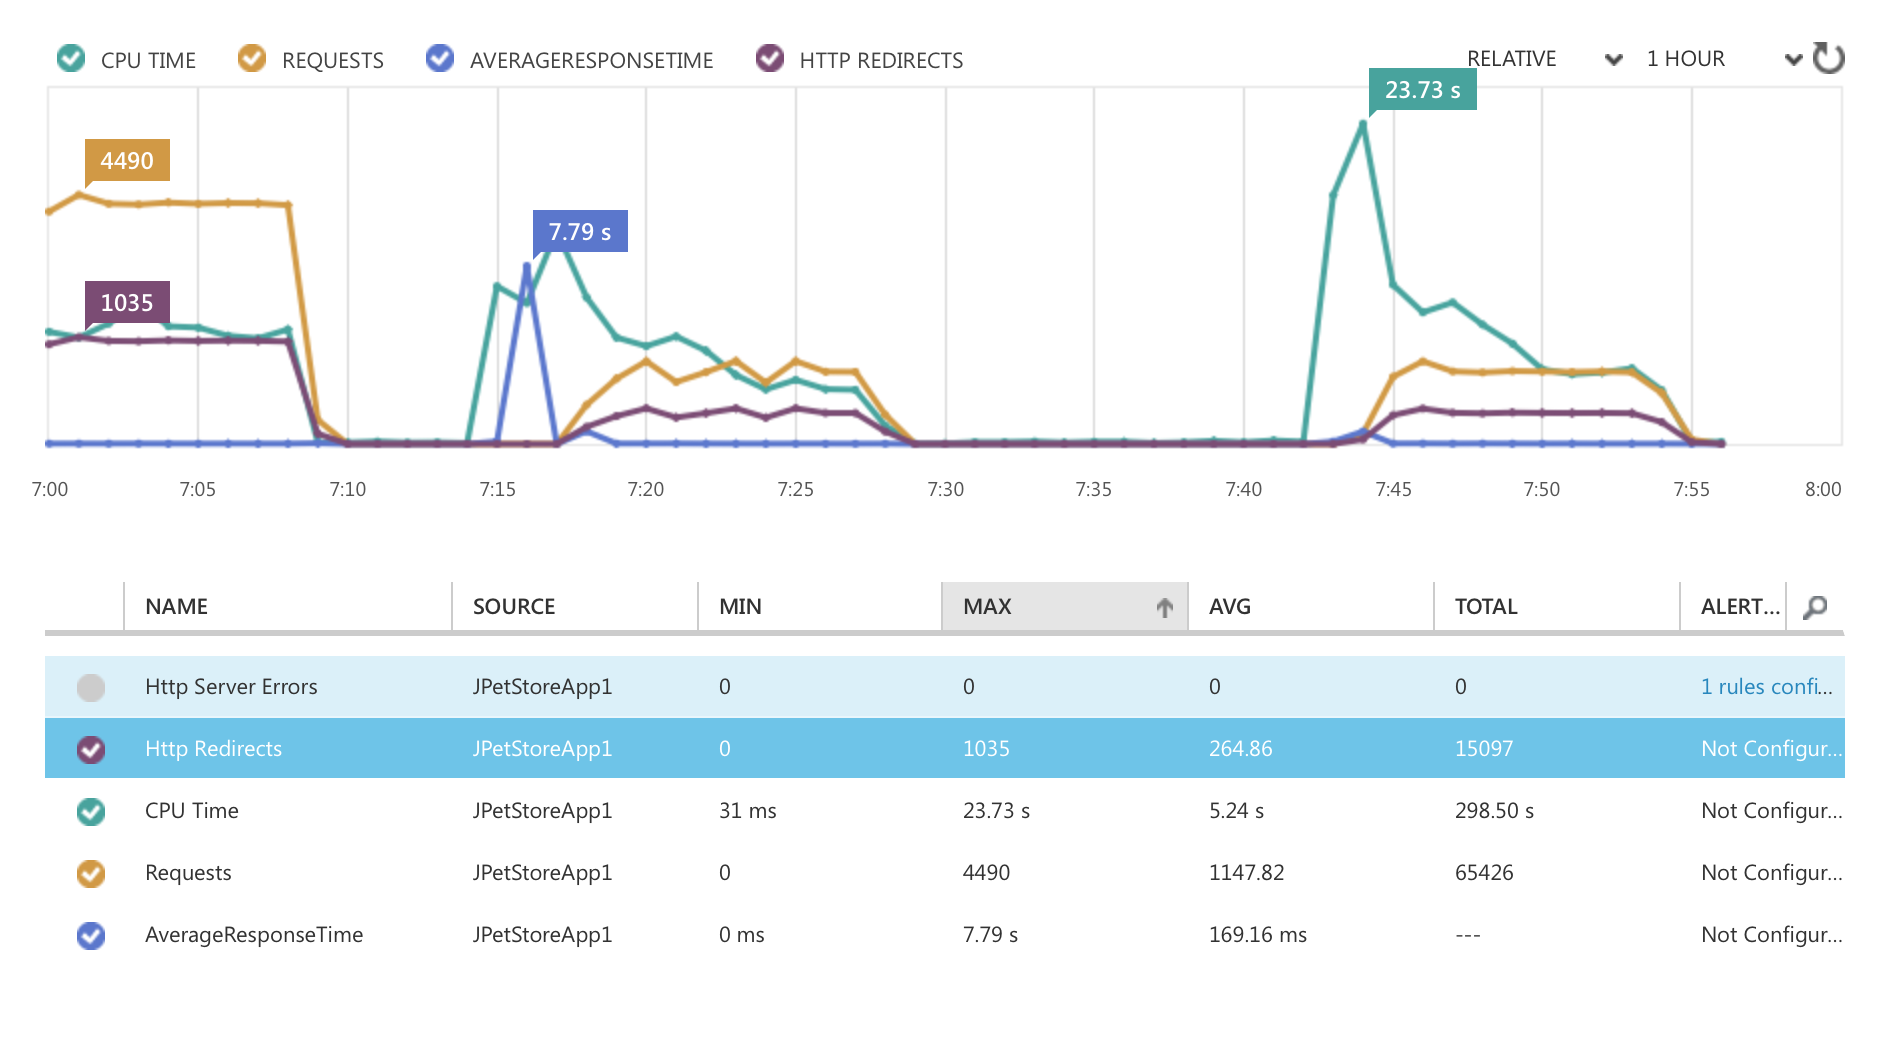 CPU TIME REQUESTS AVERAGERESPONSETIME HTTP REDIRECTS RELATIVE 1 HOUR
23.73 s
4490
7.79 s
1035
7:00 7:05 7:10 7:15 7:20 7:25 7:30 7:35 7:40 7:45 7:50 7:55 8:00
NAME SOURCE MIN MAX AVG TOTAL ALERT...
Http Server Errors JPetStoreApp1 0 0 0 0 1 rules confi...
Http Redirects JPetStoreApp1 0 1035 264.86 15097 Not Configur...
CPU Time JPetStoreApp1 31 ms 23.73 s 5.24 s 298.50 s Not Configur...
Requests JPetStoreApp1 0 4490 1147.82 65426 Not Configur...
AverageResponseTime JPetStoreApp1 0 ms 7.79 s 169.16 ms --- Not Configur...